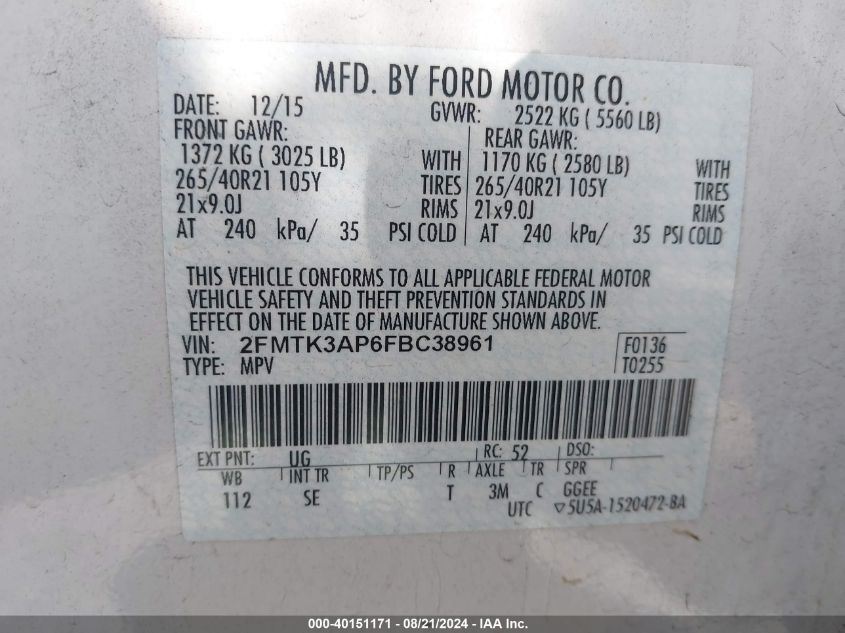 MFD. BY FORD MOTOR CO.
DATE: 12/15 GVWR: 2522 KG ( 5560 LB)
FRONT GAWR: REAR GAWR:
1372 KG ( 3025 LB) WITH 1170 KG ( 2580 LB) WITH
265/40R21 105Y TIRES 265/40R21 105Y TIRES
21x9.0J RIMS 21x9.0J RIMS
AT 240 kPa/ 35 PSI COLD AT 240 kPa/ 35 PSI COLD
THIS VEHICLE CONFORMS TO ALL APPLICABLE FEDERAL MOTOR
VEHICLE SAFETY AND THEFT PREVENTION STANDARDS IN
EFFECT ON THE DATE OF MANUFACTURE SHOWN ABOVE.
VIN: 2FMTK3AP6FBC38961 F0136
TYPE: MPV T0255
EXT PNT: UG RC: 52 DSO:
WB INT TR TP/PS R AXLE TR SPR
112 SE T 3M C GGEE
UTC ▽5U5A-1520472-BA
000-40151171 - 08/21/2024 - IAA Inc.